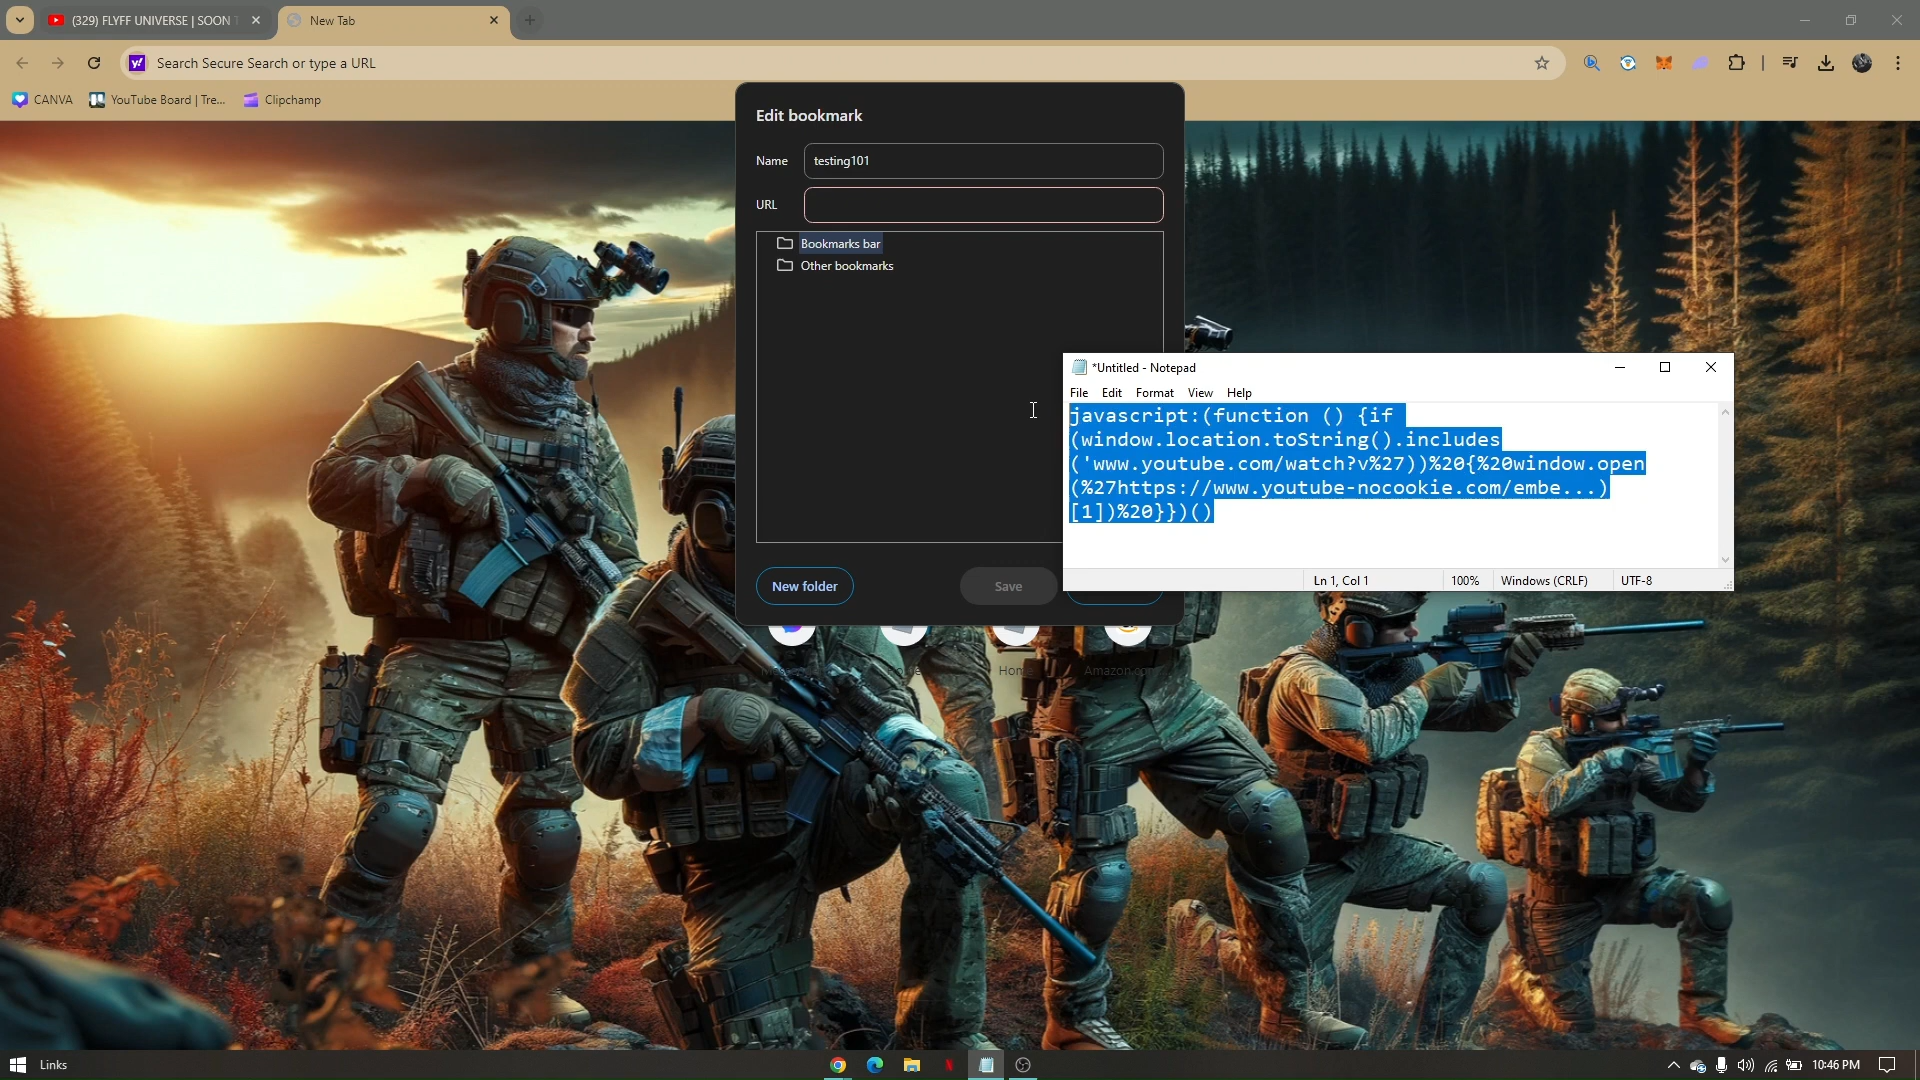 (329) FLYFF UNIVERSE | SOON
New Tab
Search Secure Search or type a URL
CANVA
YouTube Board | Tre...
Clipchamp
Edit bookmark
Name
testing101
URL
Bookmarks bar
Other bookmarks
New folder
Save
*Untitled - Notepad
File Edit Format View Help
javascript:(function () {if
(window.location.toString().includes
('www.youtube.com/watch?v%27))%20{%20window.open
(%27https://www.youtube-nocookie.com/embe...)
[1])%20}})()
Ln 1, Col 1
100%
Windows (CRLF)
UTF-8
Amazon.com
Links
10:46 PM